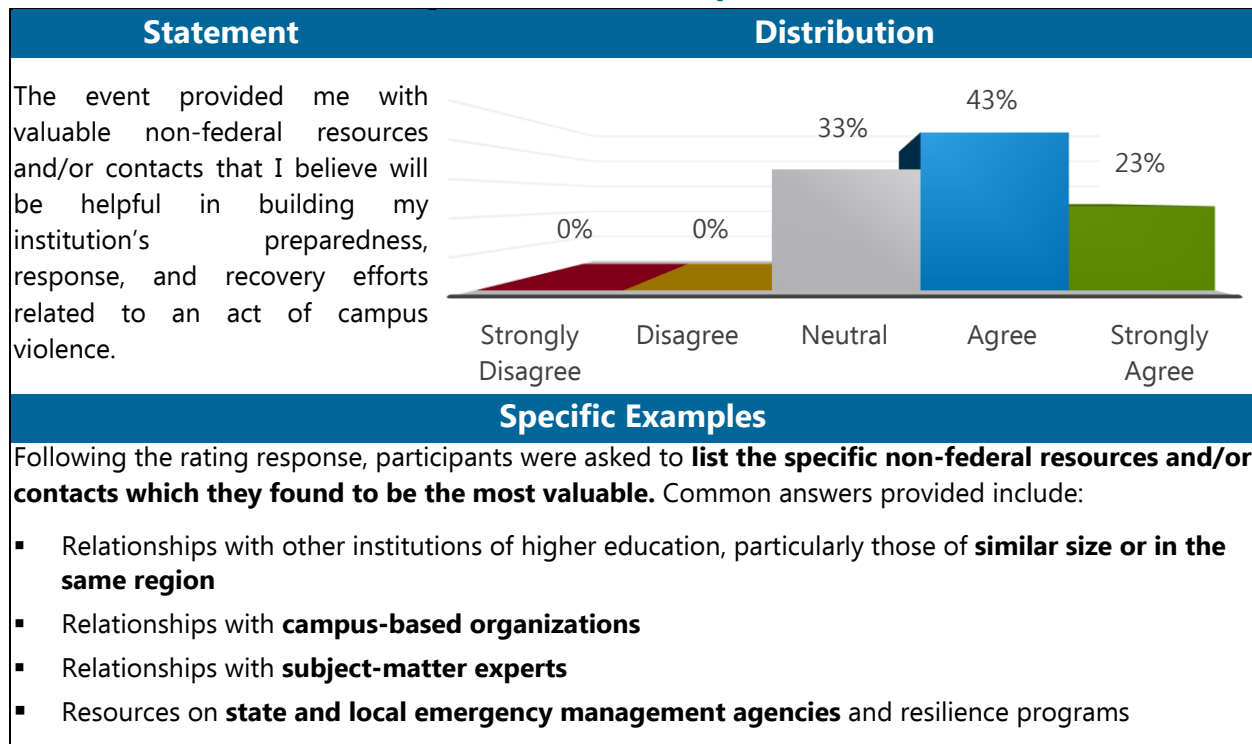 Statement
Distribution
The event provided me with
valuable non-federal resources
and/or contacts that I believe will
be helpful in building my
institution’s preparedness,
response, and recovery efforts
related to an act of campus
violence.
0%
0%
33%
43%
23%
Strongly Disagree
Disagree
Neutral
Agree
Strongly Agree
Specific Examples
Following the rating response, participants were asked to list the specific non-federal resources and/or
contacts which they found to be the most valuable. Common answers provided include:
▪ Relationships with other institutions of higher education, particularly those of similar size or in the
same region
▪ Relationships with campus-based organizations
▪ Relationships with subject-matter experts
▪ Resources on state and local emergency management agencies and resilience programs